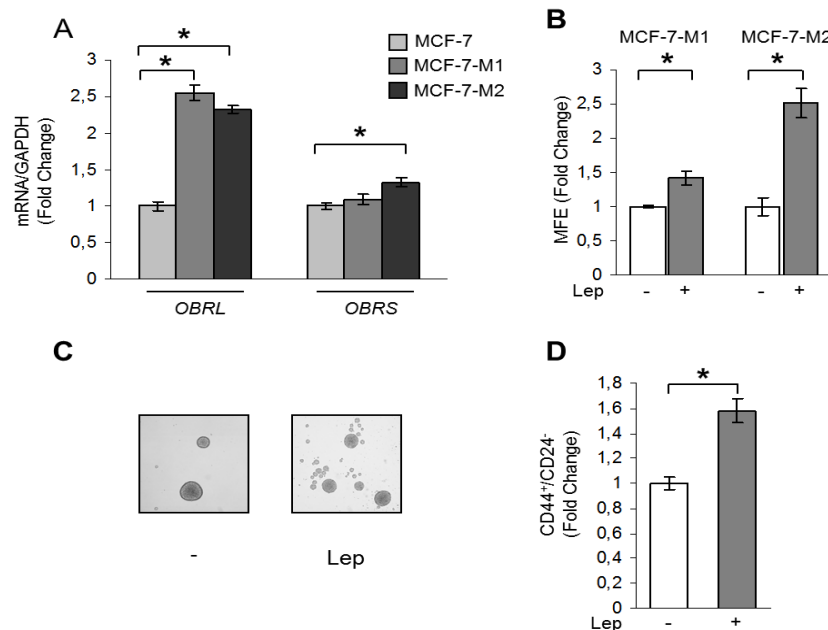 A
*
*
*
MCF-7
MCF-7-M1
MCF-7-M2
mRNA/GAPDH
(Fold Change)
3
2,5
2
1,5
1
0,5
0
OBRL
OBRS
B
MCF-7-M1
MCF-7-M2
*
*
MFE (Fold Change)
3
2,5
2
1,5
1
0,5
0
Lep - + - +
C
- Lep
D
*
CD44+/CD24-
(Fold Change)
1,8
1,6
1,4
1,2
1
0,8
0,6
0,4
0,2
0
Lep - +